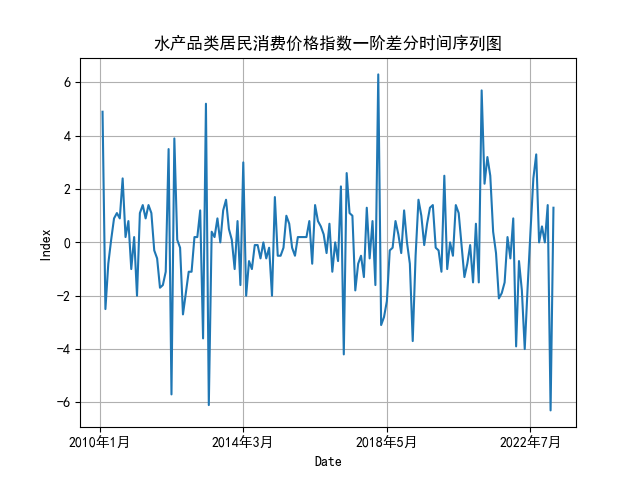 水产品类居民消费价格指数一阶差分时间序列图
Index
6
4
2
0
−2
−4
−6
2010年1月
2014年3月
2018年5月
2022年7月
Date